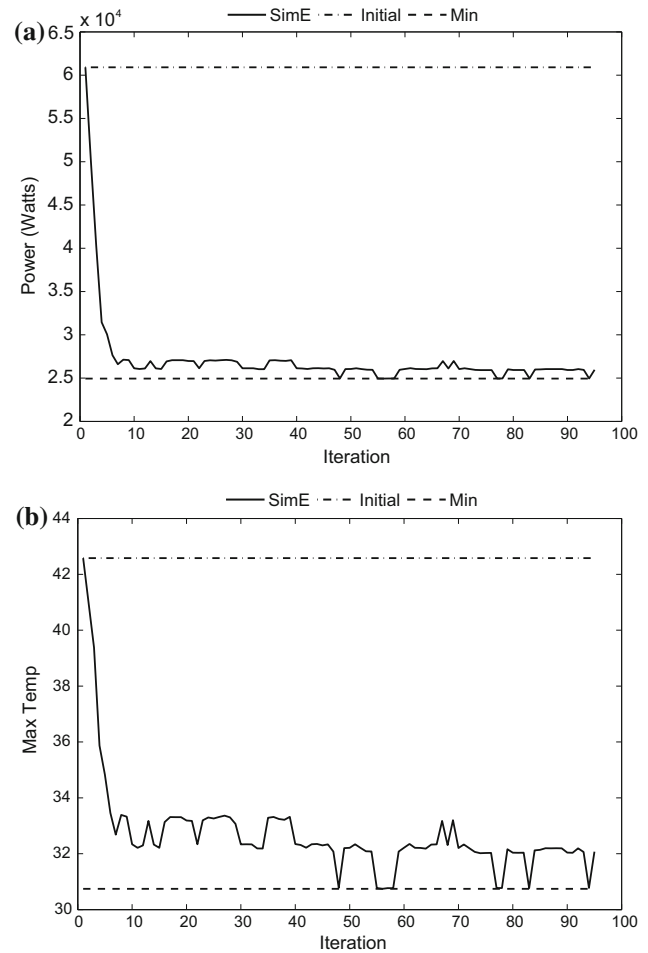 (a)
SimE Initial Min
x 10⁴
6.5
6
5.5
5
4.5
4
3.5
3
2.5
2
Power (Watts)
0 10 20 30 40 50 60 70 80 90 100
Iteration
(b)
SimE Initial Min
44
42
40
38
36
34
32
30
Max Temp
0 10 20 30 40 50 60 70 80 90 100
Iteration